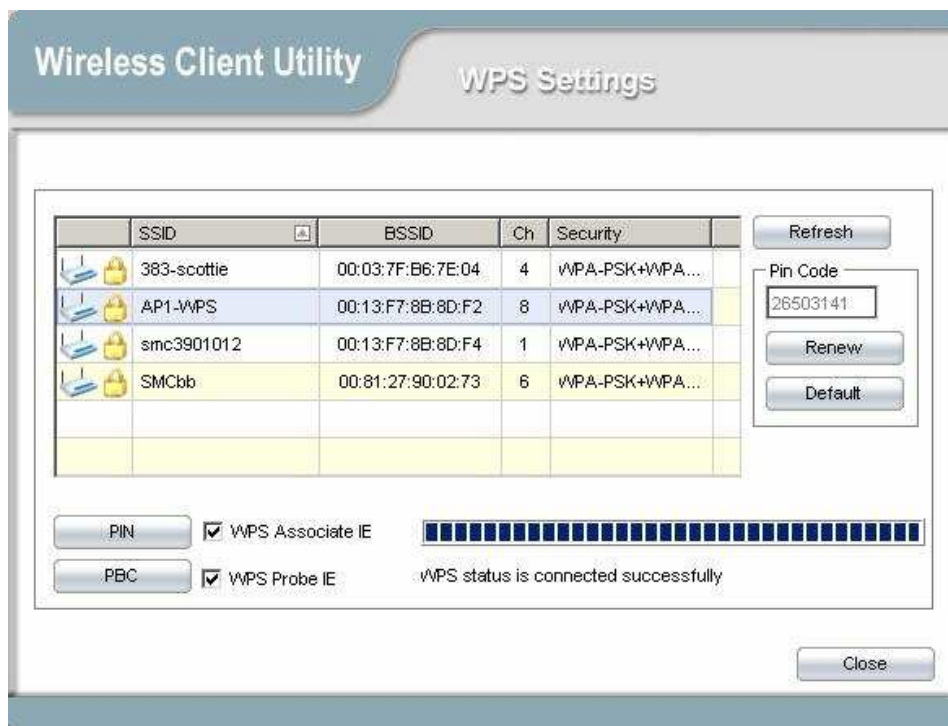 Wireless Client Utility
WPS Settings
SSID BSSID Ch Security
383-scottie 00:03:7F:B6:7E:04 4 WPA-PSK+WPA...
AP1-WPS 00:13:F7:8B:8D:F2 8 WPA-PSK+WPA...
smc3901012 00:13:F7:8B:8D:F4 1 WPA-PSK+WPA...
SMCbb 00:81:27:90:02:73 6 WPA-PSK+WPA...
Refresh
Pin Code
26503141
Renew
Default
PIN WPS Associate IE
PBC WPS Probe IE WPS status is connected successfully
Close